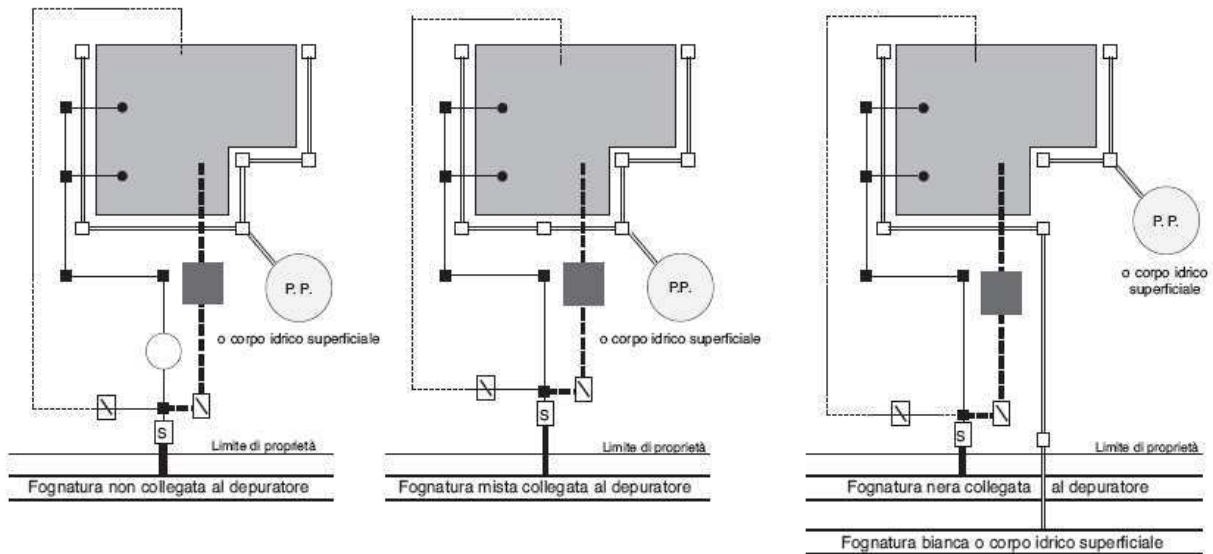 P. P.
o corpo idrico superficiale
S
Limite di proprietà
Fognatura non collegata al depuratore
P.P.
o corpo idrico superficiale
S
Limite di proprietà
Fognatura mista collegata al depuratore
P. P.
o corpo idrico
superficiale
S
Limite di proprietà
Fognatura nera collegata al depuratore
Fognatura bianca o corpo idrico superficiale